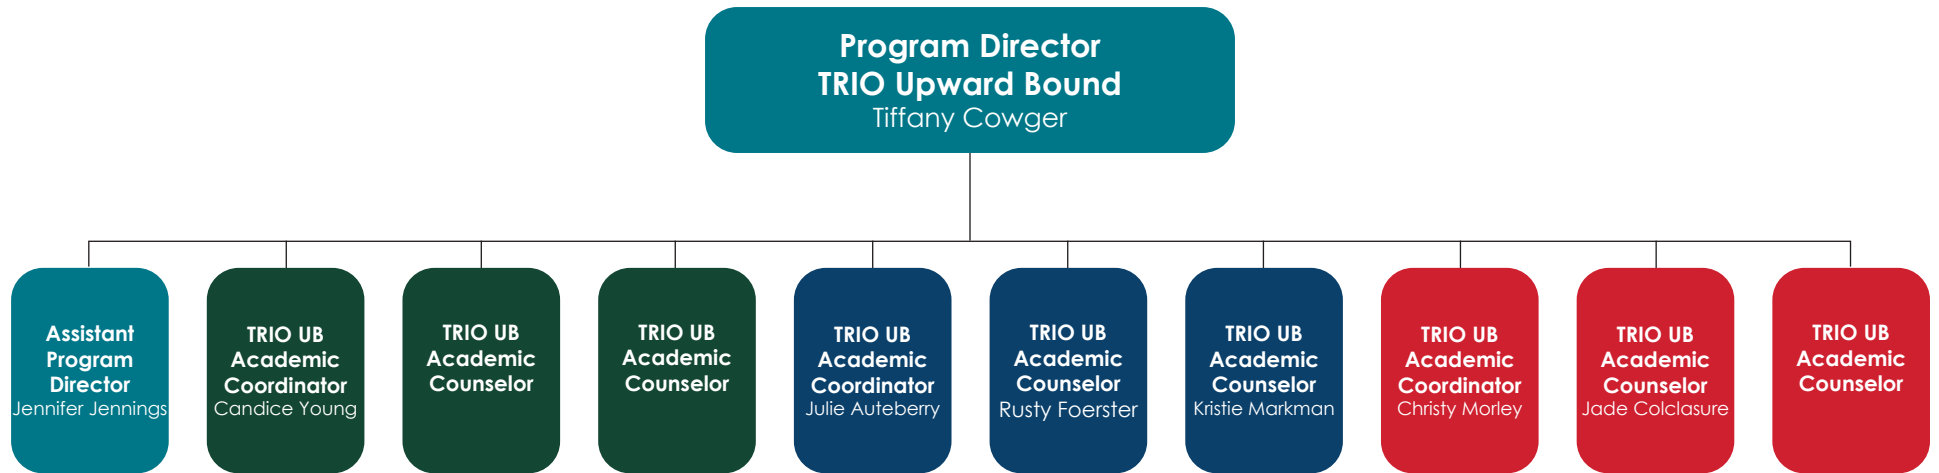 Program Director
TRIO Upward Bound
Tiffany Cowger
Assistant
Program
Director
Jennifer Jennings
TRIO UB
Academic
Coordinator
Candice Young
TRIO UB
Academic
Counselor
TRIO UB
Academic
Counselor
TRIO UB
Academic
Coordinator
Julie Auteberry
TRIO UB
Academic
Counselor
Rusty Foerster
TRIO UB
Academic
Counselor
Kristie Markman
TRIO UB
Academic
Coordinator
Christy Morley
TRIO UB
Academic
Counselor
Jade Colclasure
TRIO UB
Academic
Counselor